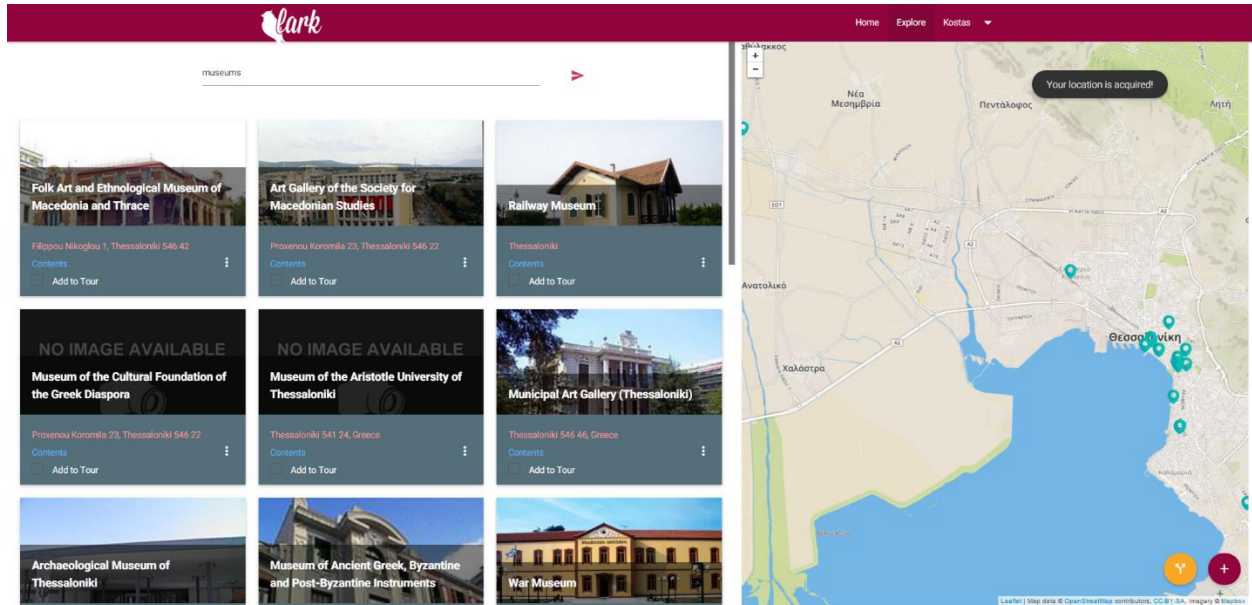 lark
Home Explore Kostas
museums
Folk Art and Ethnological Museum of
Macedonia and Thrace
Filippou Nikoglou 1, Thessaloniki 546 42
Contents
Add to Tour
Art Gallery of the Society for
Macedonian Studies
Proxenou Koromila 23, Thessaloniki 546 22
Contents
Add to Tour
Railway Museum
Thessaloniki
Contents
Add to Tour
NO IMAGE AVAILABLE
Museum of the Cultural Foundation of
the Greek Diaspora
Proxenou Koromila 23, Thessaloniki 546 22
Contents
Add to Tour
NO IMAGE AVAILABLE
Museum of the Aristotle University of
Thessaloniki
Thessaloniki 541 24, Greece
Contents
Add to Tour
Municipal Art Gallery (Thessaloniki)
Thessaloniki 546 46, Greece
Contents
Add to Tour
Archaeological Museum of
Thessaloniki
Museum of Ancient Greek, Byzantine
and Post-Byzantine Instruments
War Museum
+
-
Your location is acquired!
Νέα
Μεσημβρία
Πεντάλοφος
Λητή
Ανατολικό
Χαλάστρα
Καλαμαριά
A2
A2
A2
+
Leaflet | Map data © OpenStreetMap contributors, CC-BY-SA, Imagery © Mapbox